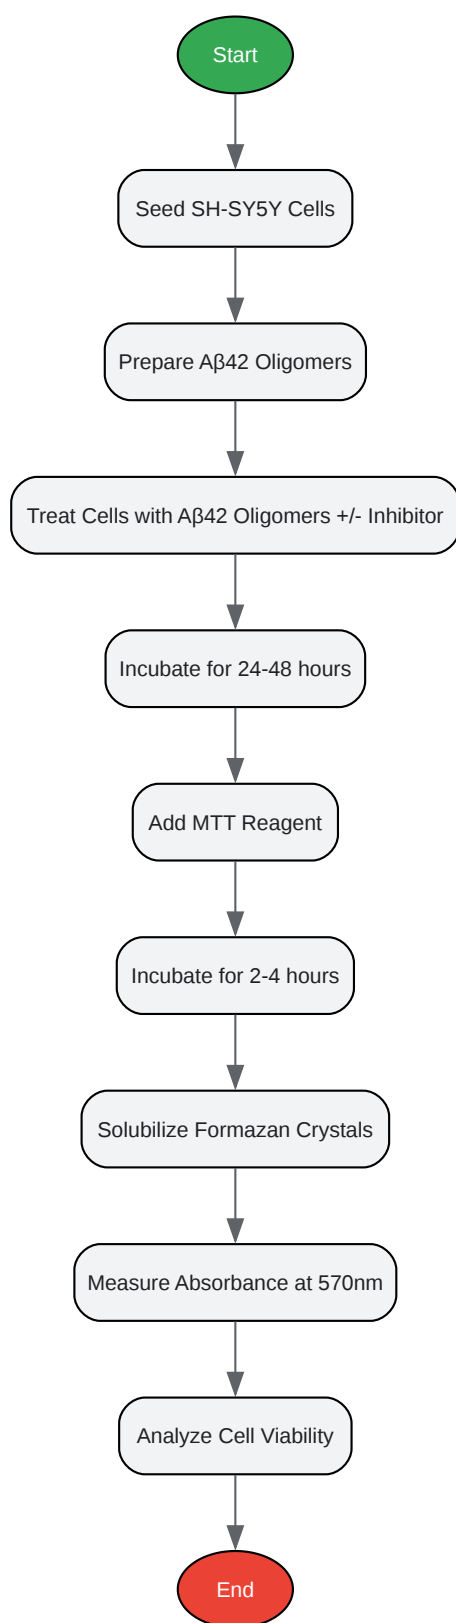 Start
Seed SH-SY5Y Cells
Prepare Aβ42 Oligomers
Treat Cells with Aβ42 Oligomers +/- Inhibitor
Incubate for 24-48 hours
Add MTT Reagent
Incubate for 2-4 hours
Solubilize Formazan Crystals
Measure Absorbance at 570nm
Analyze Cell Viability
End